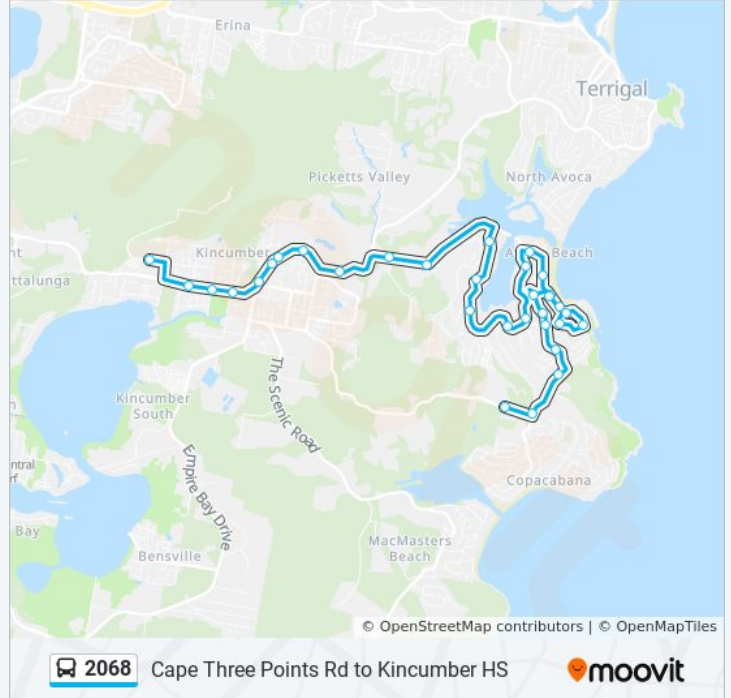 Erina
Terrigal
Picketts Valley
North Avoca
Kincumber
Beach
nt
ttalunga
The Scenic Road
Kincumber
South
Empire Bay Drive
ntral
rf
Copacabana
Bay
MacMasters
Beach
Bensville
© OpenStreetMap contributors | © OpenMapTiles
2068 Cape Three Points Rd to Kincumber HS moovit